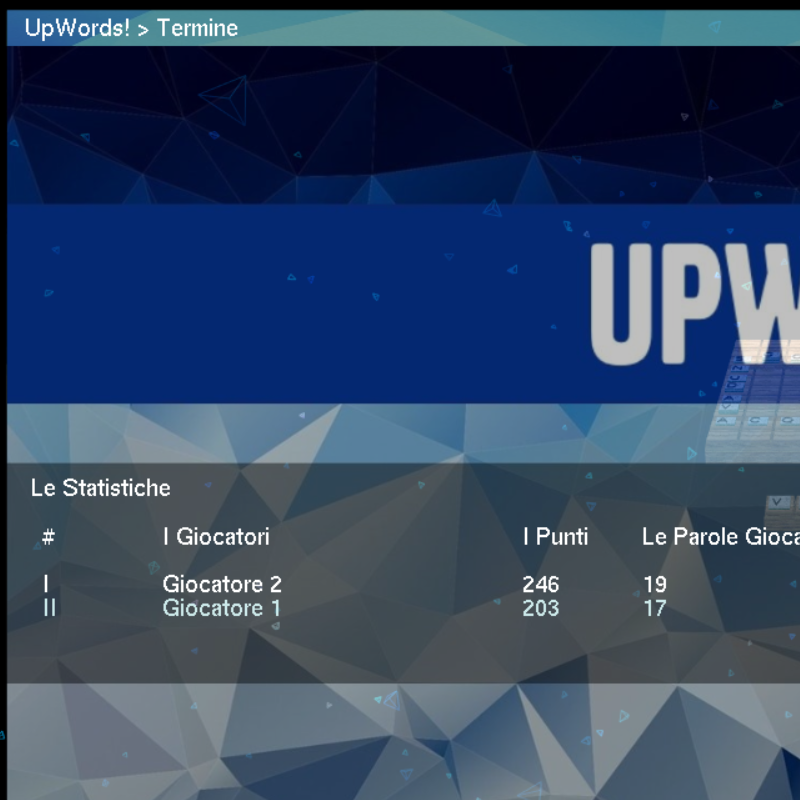 UpWords! > Termine
UPW
Le Statistiche
# I Giocatori I Punti Le Parole Gioca
I Giocatore 2 246 19
II Giocatore 1 203 17